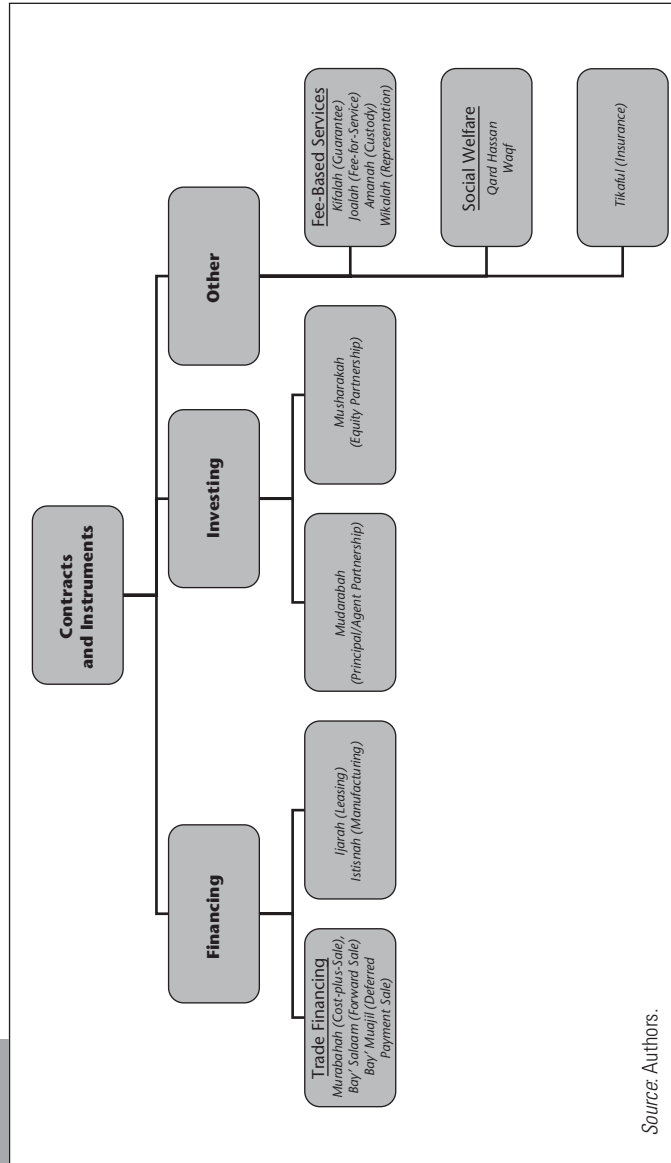 Contracts
and Instruments
Financing
Investing
Other
Trade Financing
Murabahah (Cost-plus-Sale),
Bay' Salaam (Forward Sale)
Bay' Muajil (Deferred
Payment Sale)
Ijarah (Leasing)
Istisnah (Manufacturing)
Mudarabah
(Principal/Agent Partnership)
Musharakah
(Equity Partnership)
Fee-Based Services
Kifalah (Guarantee)
Joalah (Fee-for-Service)
Amanah (Custody)
Wikalah (Representation)
Social Welfare
Qard Hassan
Waqf
Tikaful (Insurance)
Source: Authors.